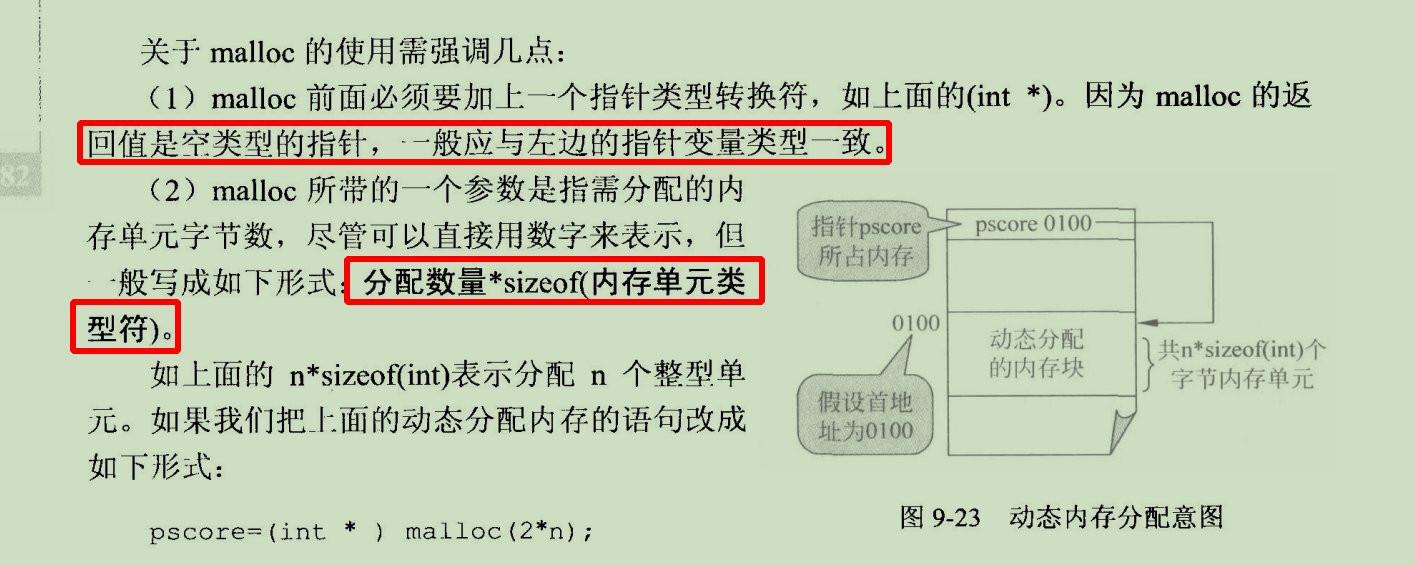 关于 malloc 的使用需强调几点：
（1）malloc 前面必须要加上一个指针类型转换符，如上面的(int *)。因为 malloc 的返
回值是空类型的指针，一般应与左边的指针变量类型一致。
（2）malloc 所带的一个参数是指需分配的内
存单元字节数，尽管可以直接用数字来表示，但
一般写成如下形式：分配数量*sizeof(内存单元类
型符)。
如上面的 n*sizeof(int)表示分配 n 个整型单
元。如果我们把上面的动态分配内存的语句改成
如下形式：
pscore=(int * ) malloc(2*n);
82
指针pscore
所占内存
pscore 0100
0100
动态分配
的内存块
共n*sizeof(int)个
字节内存单元
假设首地
址为0100
图 9-23 动态内存分配意图